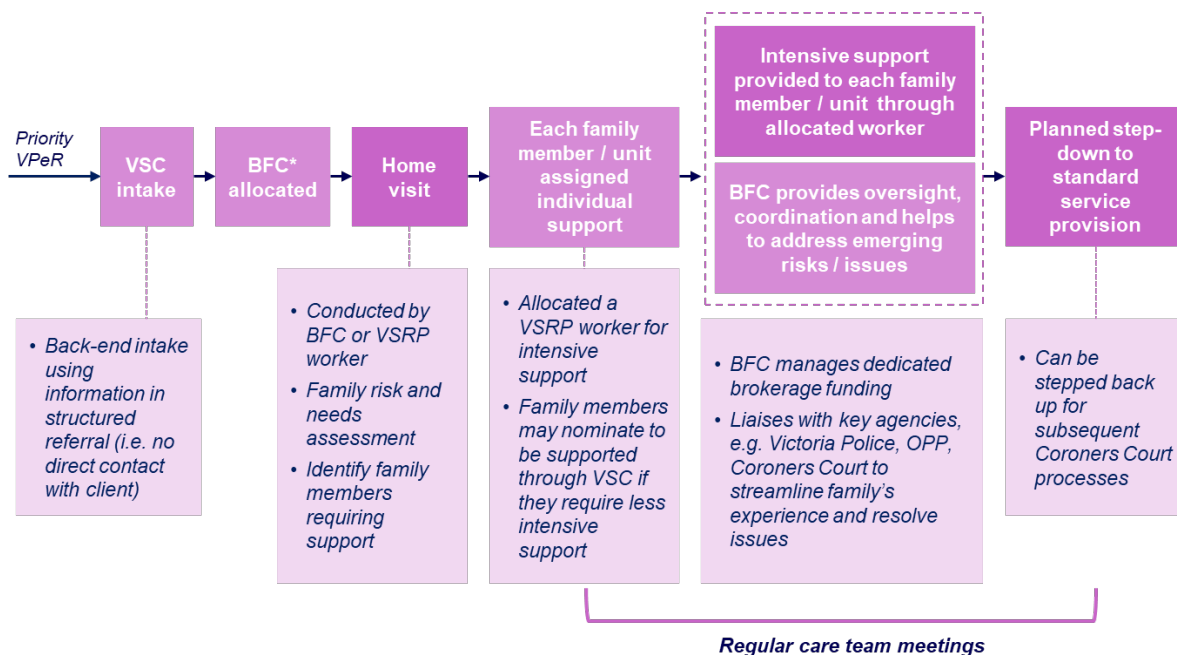 Priority
VPeR
VSC
intake
BFC*
allocated
Home
visit
Each family
member / unit
assigned
individual
support
Intensive support
provided to each family
member / unit through
allocated worker
BFC provides oversight,
coordination and helps
to address emerging
risks / issues
Planned step-
down to
standard
service
provision
• Back-end intake
using
information in
structured
referral (i.e. no
direct contact
with client)
• Conducted by
BFC or VSRP
worker
• Family risk and
needs
assessment
• Identify family
members
requiring
support
• Allocated a
VSRP worker for
intensive
support
• Family members
may nominate to
be supported
through VSC if
they require less
intensive
support
• BFC manages dedicated
brokerage funding
• Liaises with key agencies,
e.g. Victoria Police, OPP,
Coroners Court to
streamline family's
experience and resolve
issues
• Can be
stepped back
up for
subsequent
Coroners Court
processes
Regular care team meetings